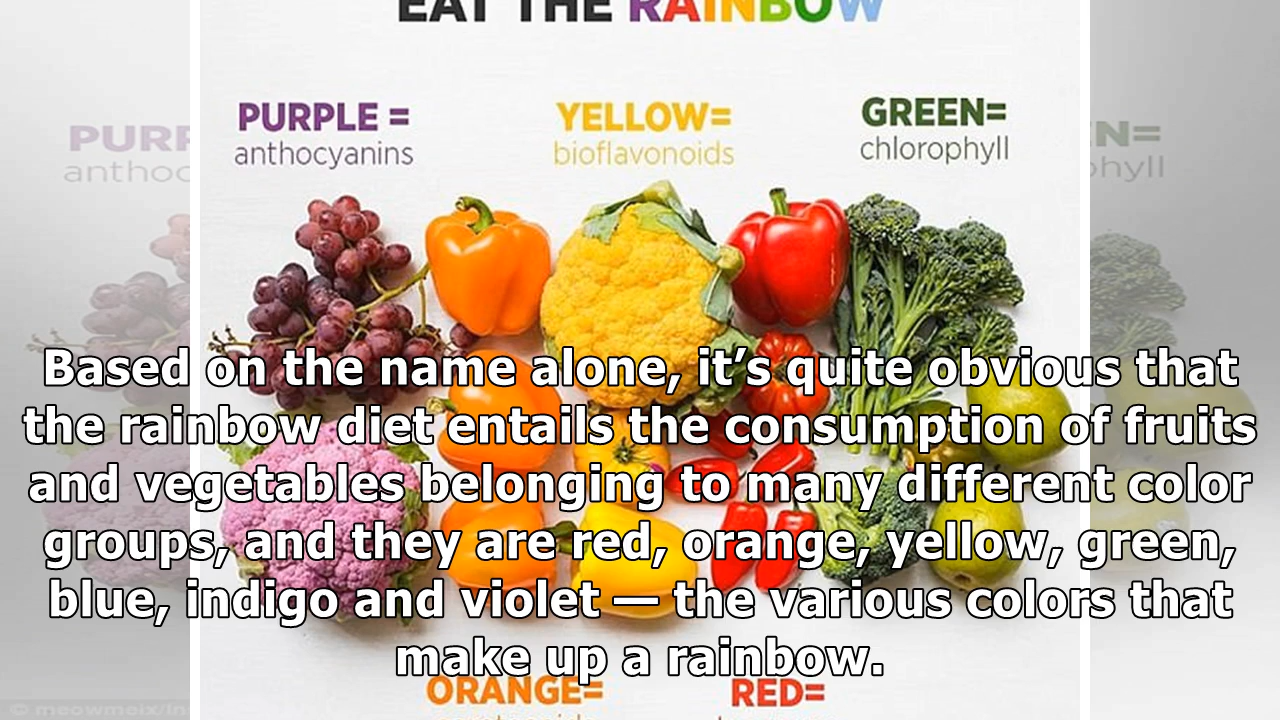 EAT THE RAINBOW
PURPLE =
anthocyanins
YELLOW=
bioflavonoids
GREEN=
chlorophyll
Based on the name alone, it’s quite obvious that
the rainbow diet entails the consumption of fruits
and vegetables belonging to many different color
groups, and they are red, orange, yellow, green,
blue, indigo and violet — the various colors that
make up a rainbow.
ORANGE=
RED=